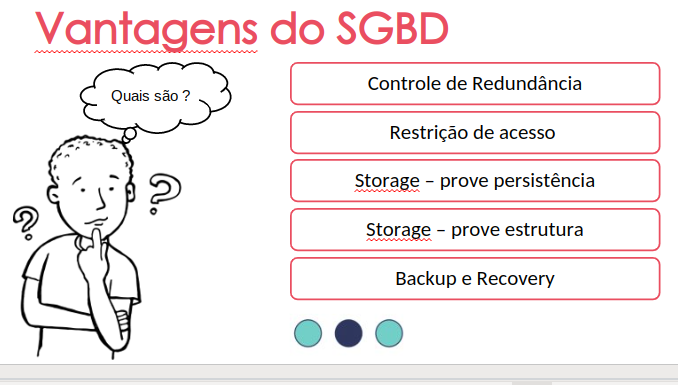 Vantagens do SGBD
Quais são ?
?
?
Controle de Redundância
Restrição de acesso
Storage – prove persistência
Storage – prove estrutura
Backup e Recovery